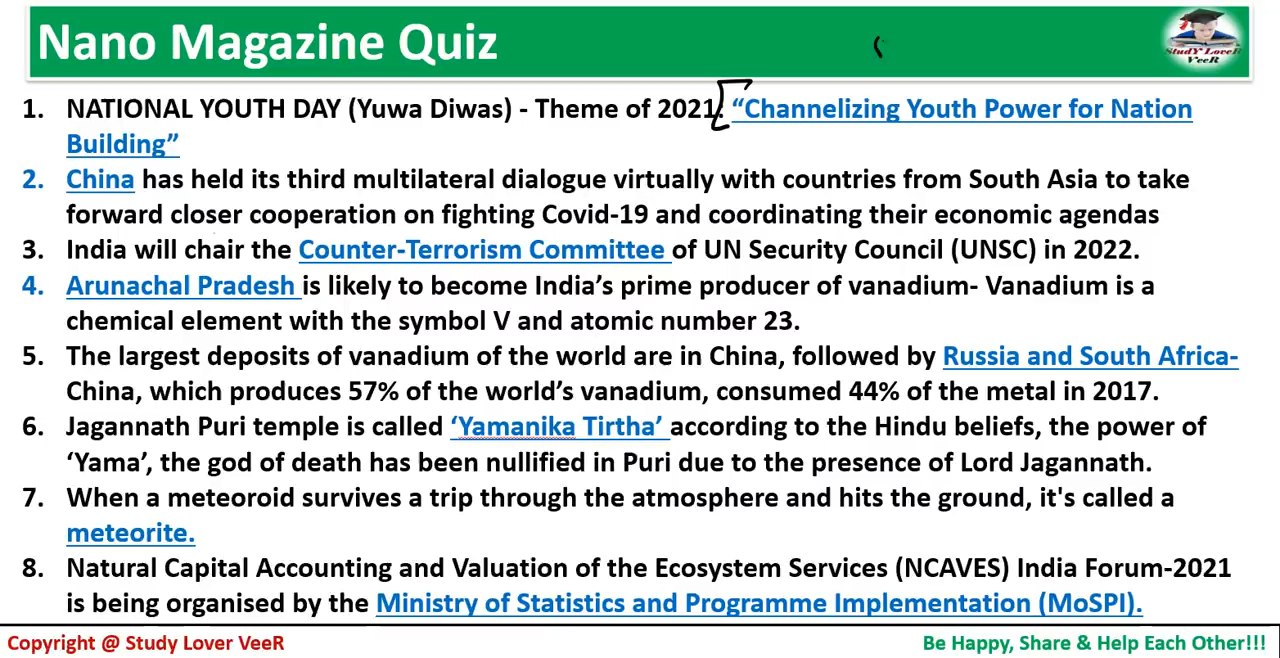 Nano Magazine Quiz
StudY LoveR
VeeR
1. NATIONAL YOUTH DAY (Yuwa Diwas) - Theme of 2021: “Channelizing Youth Power for Nation
Building”
2. China has held its third multilateral dialogue virtually with countries from South Asia to take
forward closer cooperation on fighting Covid-19 and coordinating their economic agendas
3. India will chair the Counter-Terrorism Committee of UN Security Council (UNSC) in 2022.
4. Arunachal Pradesh is likely to become India’s prime producer of vanadium- Vanadium is a
chemical element with the symbol V and atomic number 23.
5. The largest deposits of vanadium of the world are in China, followed by Russia and South Africa-
China, which produces 57% of the world’s vanadium, consumed 44% of the metal in 2017.
6. Jagannath Puri temple is called ‘Yamanika Tirtha’ according to the Hindu beliefs, the power of
‘Yama’, the god of death has been nullified in Puri due to the presence of Lord Jagannath.
7. When a meteoroid survives a trip through the atmosphere and hits the ground, it's called a
meteorite.
8. Natural Capital Accounting and Valuation of the Ecosystem Services (NCAVES) India Forum-2021
is being organised by the Ministry of Statistics and Programme Implementation (MoSPI).
Copyright @ Study Lover VeeR
Be Happy, Share & Help Each Other!!!